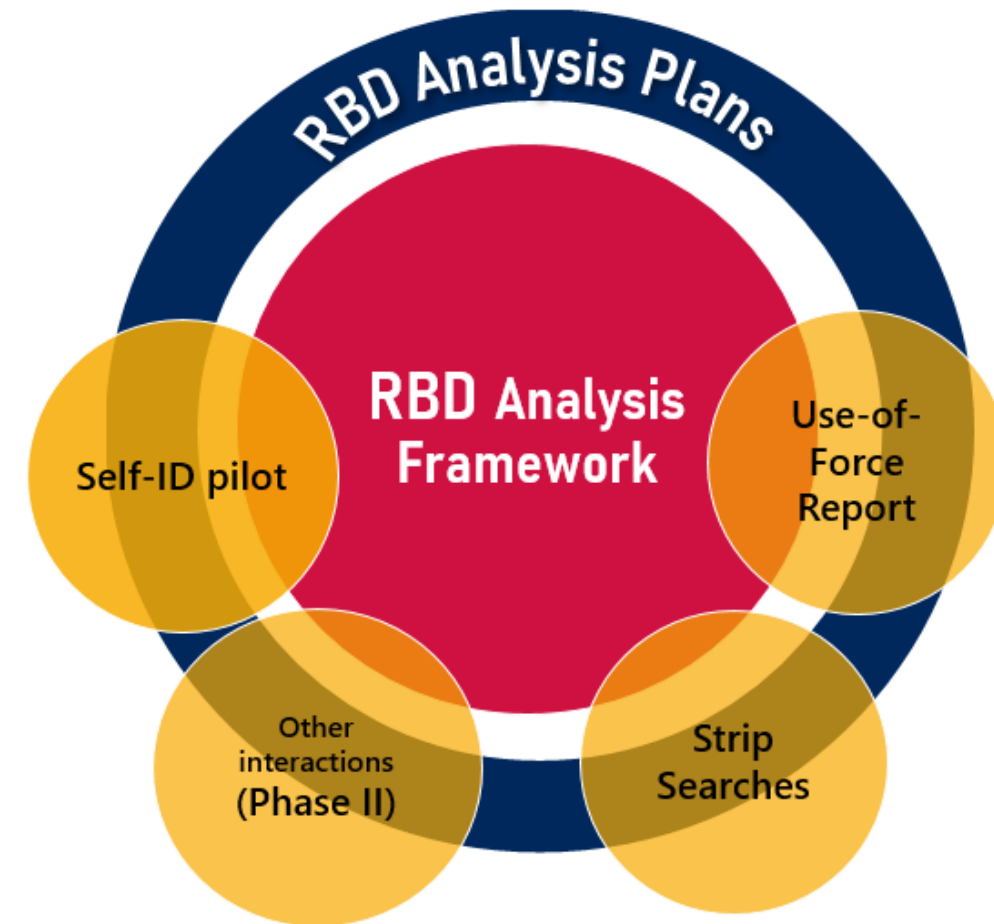 RBD Analysis Plans
RBD Analysis
Framework
Self-ID pilot
Use-of-
Force
Report
Other
interactions
(Phase II)
Strip
Searches